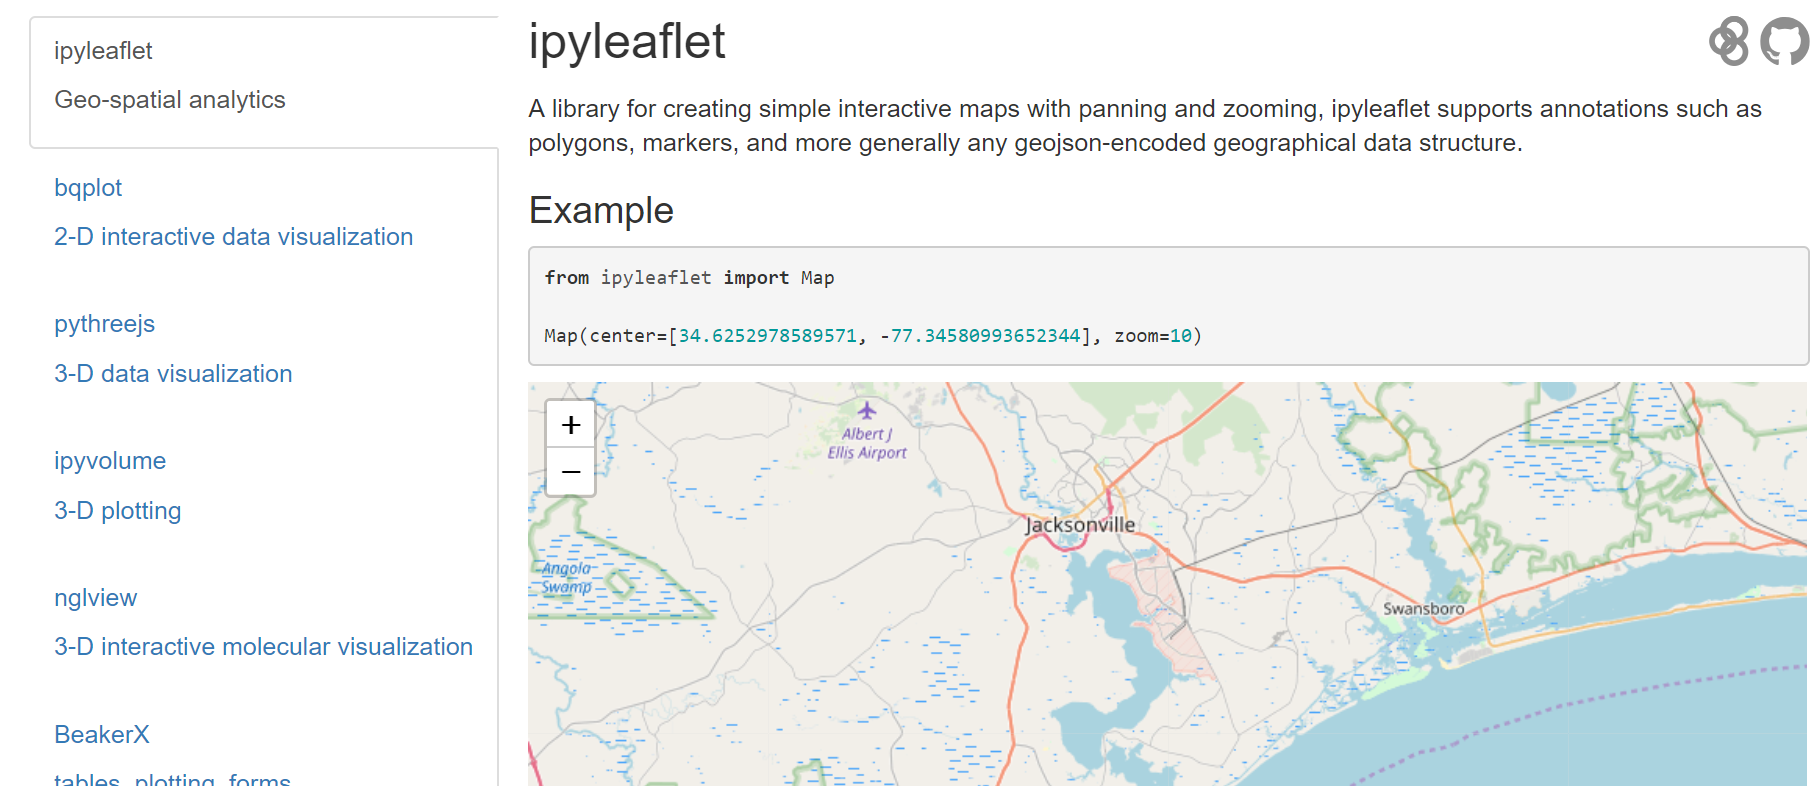 ipyleaflet
Geo-spatial analytics
bqplot
2-D interactive data visualization
pythreejs
3-D data visualization
ipyvolume
3-D plotting
nglview
3-D interactive molecular visualization
BeakerX
tables, plotting, forms
ipyleaflet
A library for creating simple interactive maps with panning and zooming, ipyleaflet supports annotations such as
polygons, markers, and more generally any geojson-encoded geographical data structure.
Example
from ipyleaflet import Map
Map(center=[34.6252978589571, -77.34580993652344], zoom=10)
+
−
Albert J
Ellis Airport
Jacksonville
Angola
Swamp
Swansboro